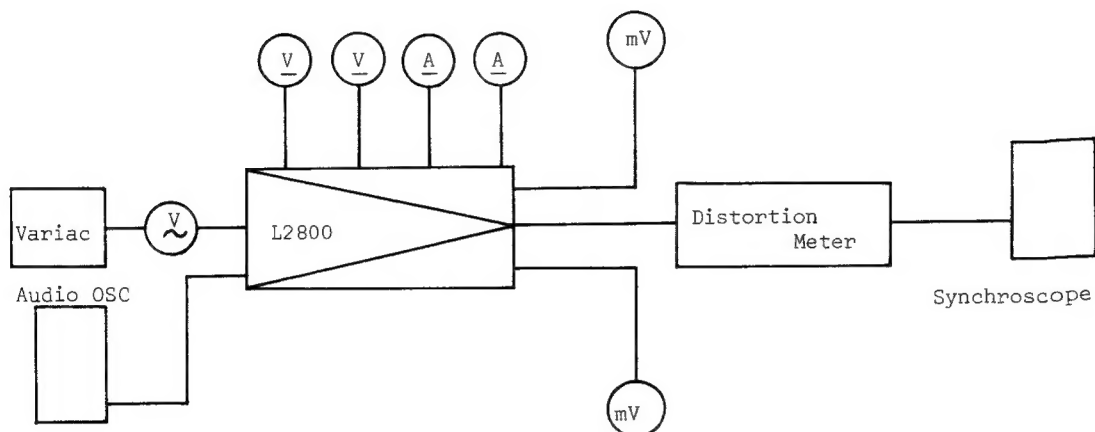 mV
V V A A
Variac
V
~
L2800
Distortion
Meter
Audio OSC
Synchroscope
mV